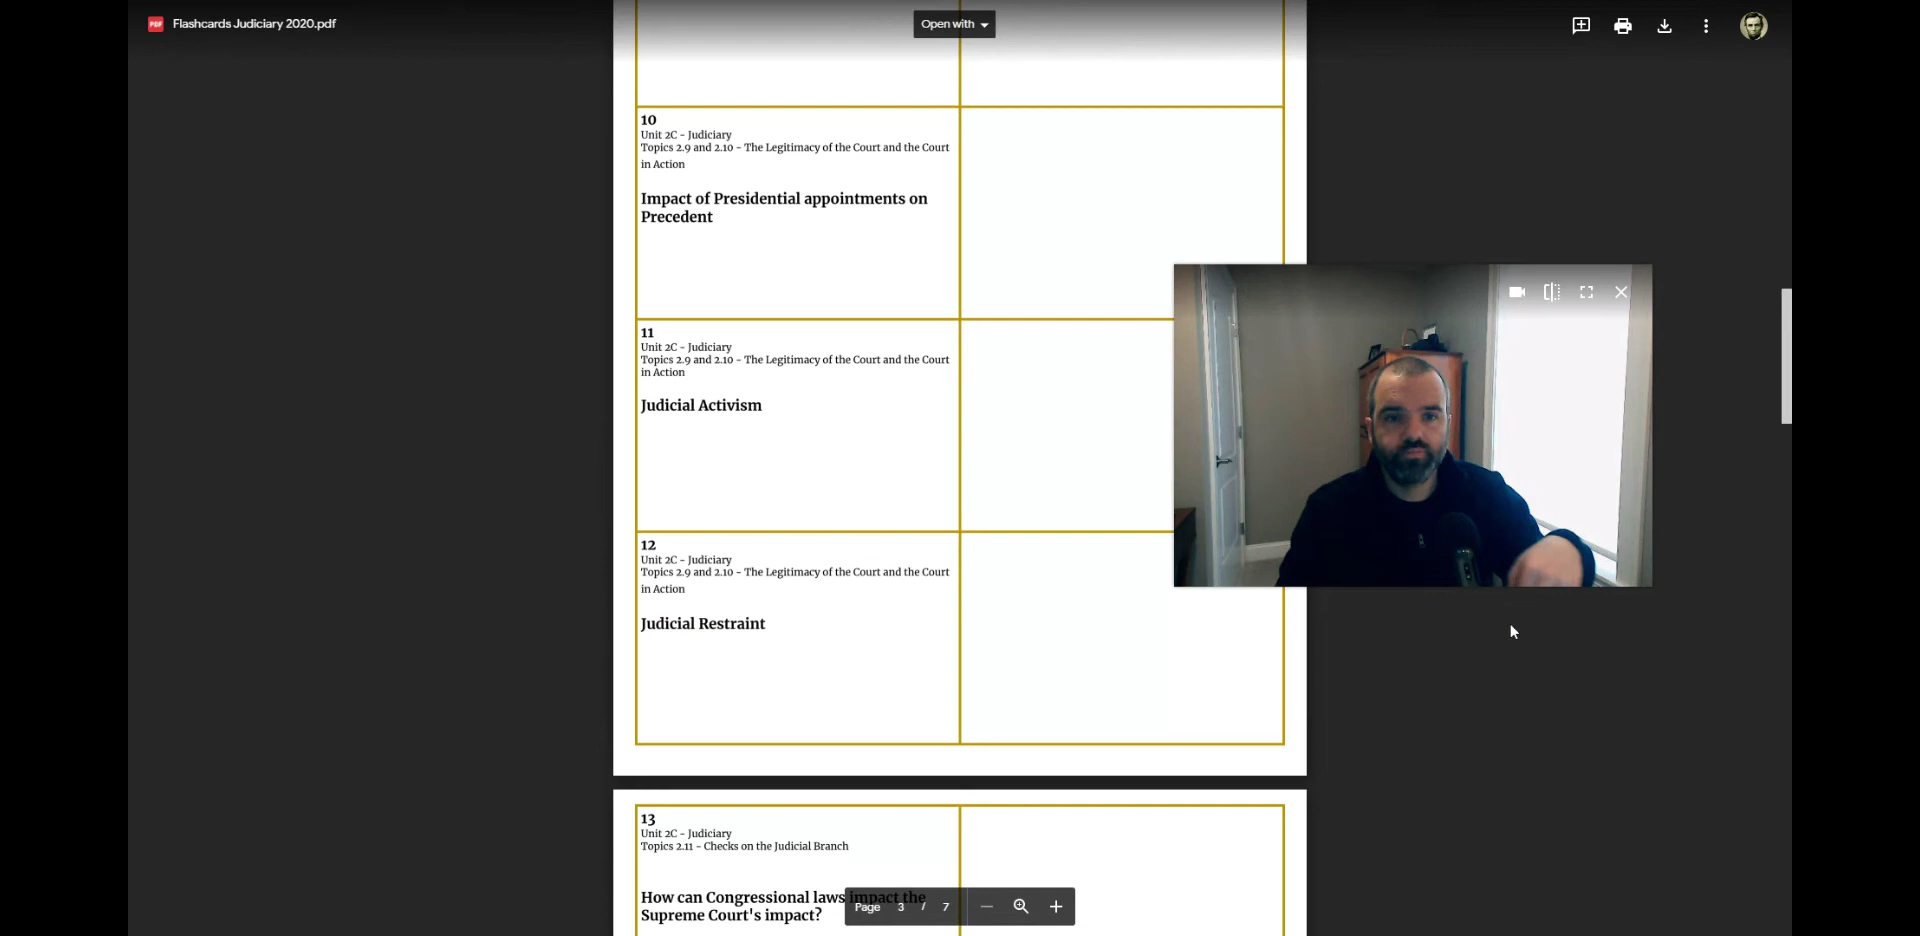 Flashcards Judiciary 2020.pdf
Open with
10
Unit 2C - Judiciary
Topics 2.9 and 2.10 - The Legitimacy of the Court and the Court
in Action
Impact of Presidential appointments on
Precedent
11
Unit 2C - Judiciary
Topics 2.9 and 2.10 - The Legitimacy of the Court and the Court
in Action
Judicial Activism
12
Unit 2C - Judiciary
Topics 2.9 and 2.10 - The Legitimacy of the Court and the Court
in Action
Judicial Restraint
13
Unit 2C - Judiciary
Topics 2.11 - Checks on the Judicial Branch
How can Congressional laws impact the
Supreme Court's impact?
Page 3 / 7